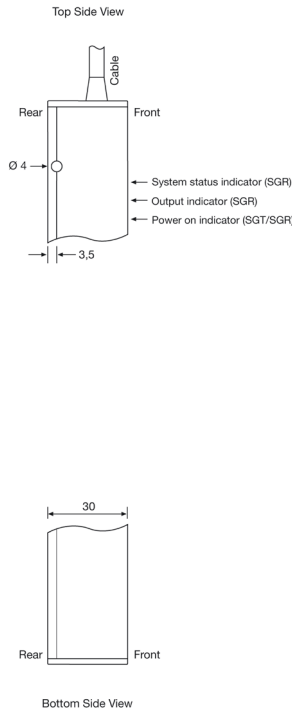 Top Side View
Cable
Rear
Front
Ø 4
System status indicator (SGR)
Output indicator (SGR)
Power on indicator (SGT/SGR)
3,5
30
Rear
Front
Bottom Side View